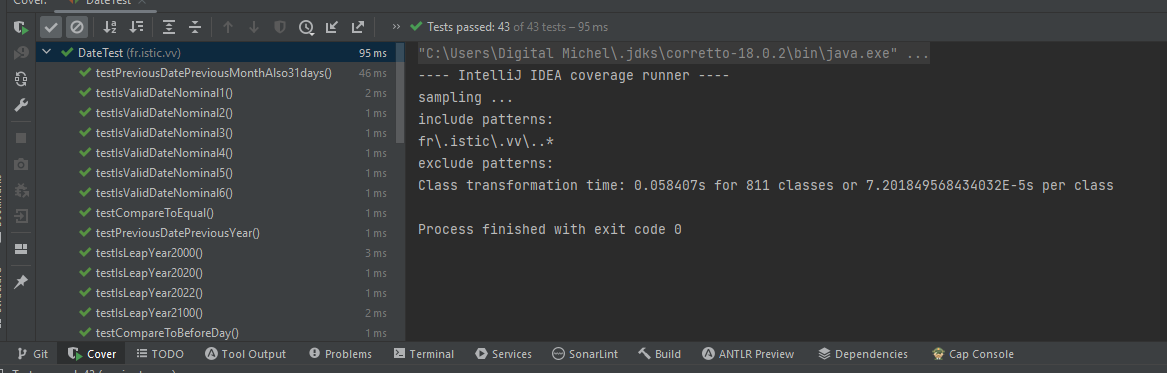 Cover:
DateTest
Tests passed: 43 of 43 tests – 95 ms
DateTest (fr.istic.vv) 95 ms
testPreviousDatePreviousMonthAlso31days() 46 ms
testIsValidDateNominal1() 2 ms
testIsValidDateNominal2() 1 ms
testIsValidDateNominal3() 1 ms
testIsValidDateNominal4() 1 ms
testIsValidDateNominal5() 1 ms
testIsValidDateNominal6() 1 ms
testCompareToEqual() 1 ms
testPreviousDatePreviousYear() 1 ms
testIsLeapYear2000() 3 ms
testIsLeapYear2020() 1 ms
testIsLeapYear2022() 1 ms
testIsLeapYear2100() 2 ms
testCompareToBeforeDay() 1 ms
"C:\Users\Digital Michel\.jdks\corretto-18.0.2\bin\java.exe" ...
---- IntelliJ IDEA coverage runner ----
sampling ...
include patterns:
fr\.istic\.vv\..*
exclude patterns:
Class transformation time: 0.058407s for 811 classes or 7.201849568434032E-5s per class
Process finished with exit code 0
Git Cover TODO Tool Output Problems Terminal Services SonarLint Build ANTLR Preview Dependencies Cap Console